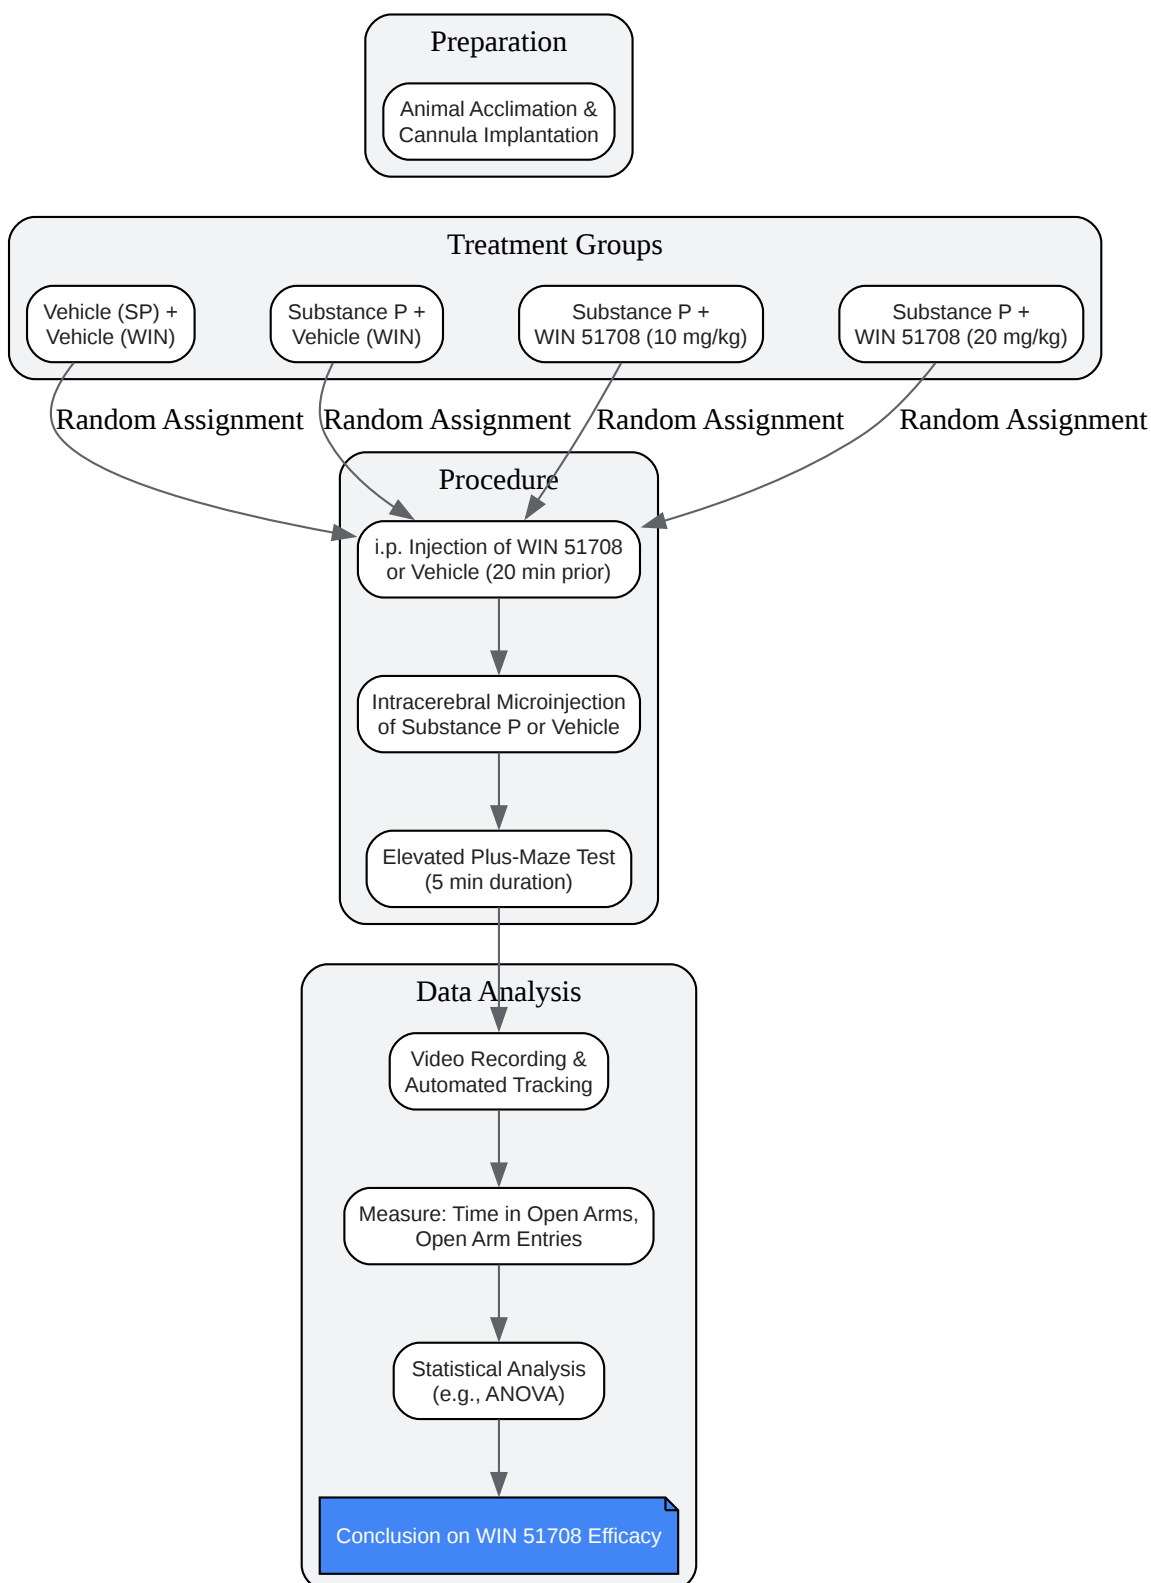 Preparation
Animal Acclimation &
Cannula Implantation
Treatment Groups
Vehicle (SP) +
Vehicle (WIN)
Substance P +
Vehicle (WIN)
Substance P +
WIN 51708 (10 mg/kg)
Substance P +
WIN 51708 (20 mg/kg)
Random Assignment
Random Assignment
Random Assignment
Random Assignment
Procedure
i.p. Injection of WIN 51708
or Vehicle (20 min prior)
Intracerebral Microinjection
of Substance P or Vehicle
Elevated Plus-Maze Test
(5 min duration)
Data Analysis
Video Recording &
Automated Tracking
Measure: Time in Open Arms,
Open Arm Entries
Statistical Analysis
(e.g., ANOVA)
Conclusion on WIN 51708 Efficacy